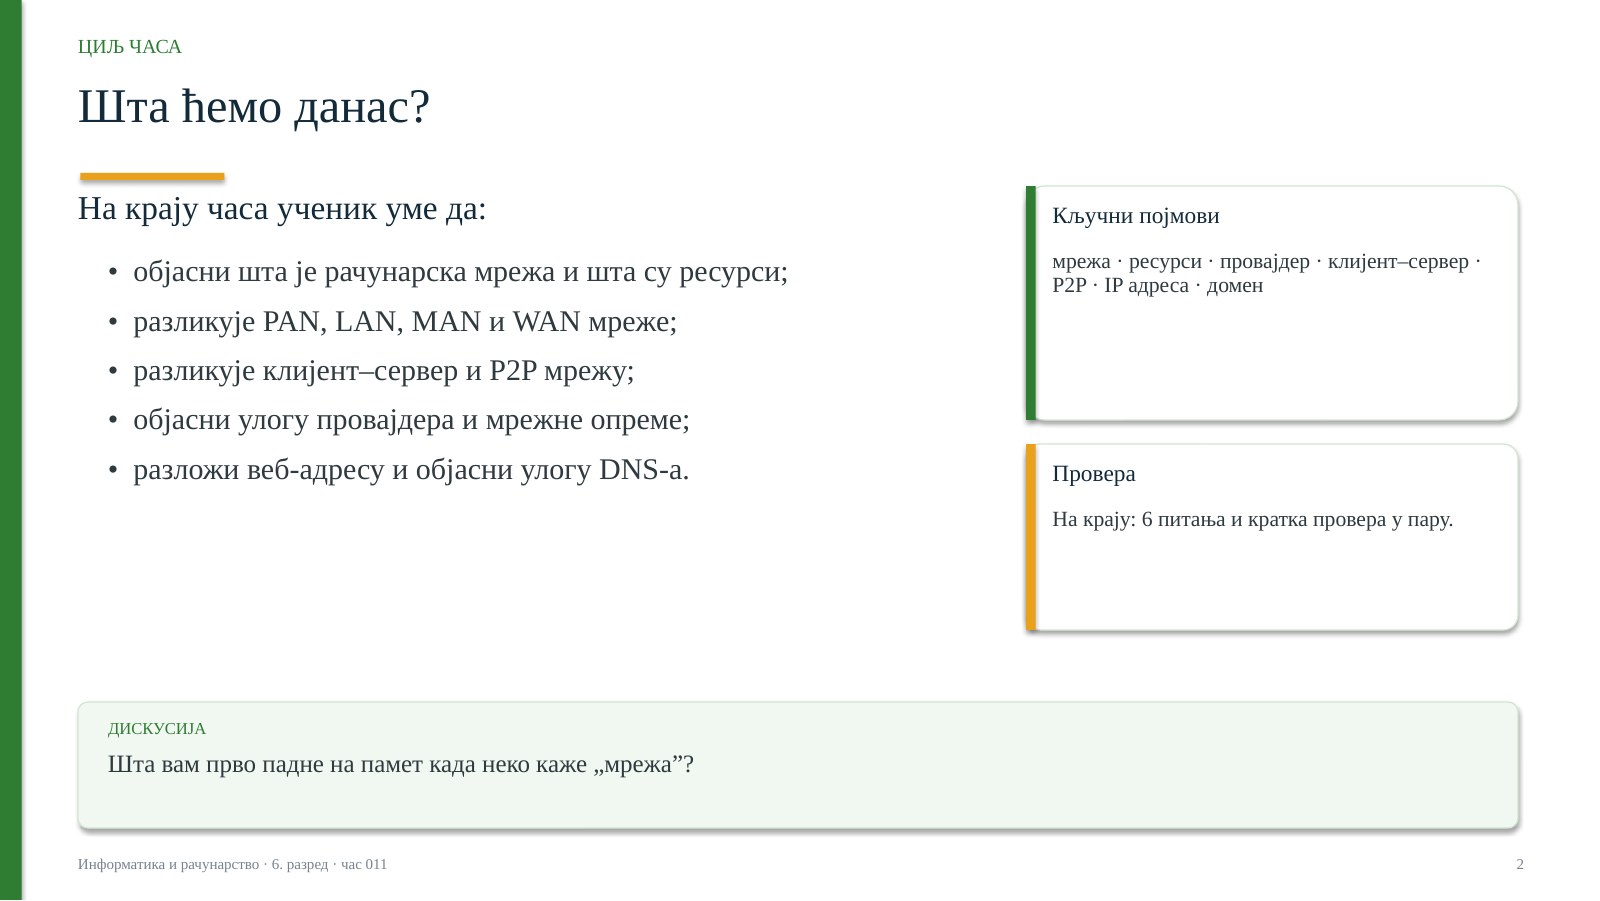 ЦИЉ ЧАСА
Шта ћемо данас?
На крају часа ученик уме да:
• објасни шта је рачунарска мрежа и шта су ресурси;
• разликује PAN, LAN, MAN и WAN мреже;
• разликује клијент–сервер и P2P мрежу;
• објасни улогу провајдера и мрежне опреме;
• разложи веб-адресу и објасни улогу DNS-а.
Кључни појмови
мрежа · ресурси · провајдер · клијент–сервер ·
P2P · IP адреса · домен
Провера
На крају: 6 питања и кратка провера у пару.
ДИСКУСИЈА
Шта вам прво падне на памет када неко каже „мрежа”?
Информатика и рачунарство · 6. разред · час 011
2